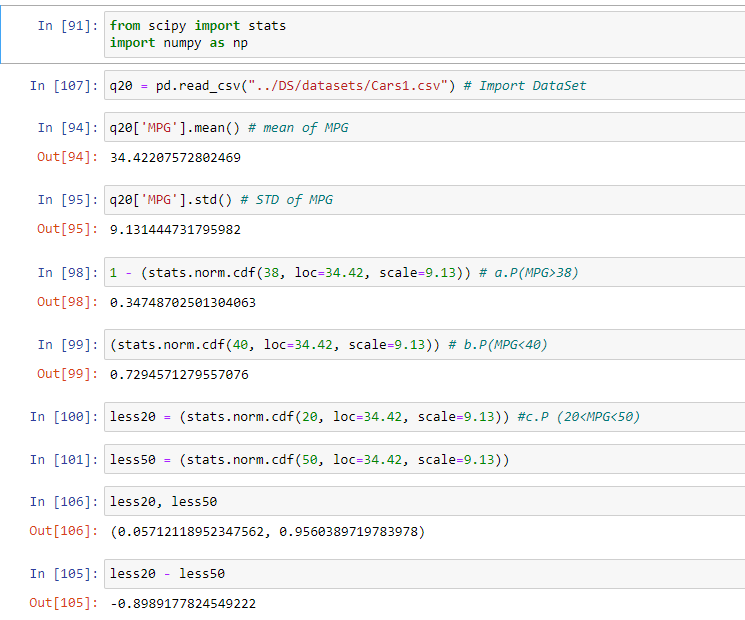 In [91]: from scipy import stats
import numpy as np
In [107]: q20 = pd.read_csv("../DS/datasets/Cars1.csv") # Import DataSet
In [94]: q20['MPG'].mean() # mean of MPG
Out[94]: 34.42207572802469
In [95]: q20['MPG'].std() # STD of MPG
Out[95]: 9.131444731795982
In [98]: 1 - (stats.norm.cdf(38, loc=34.42, scale=9.13)) # a.P(MPG>38)
Out[98]: 0.34748702501304063
In [99]: (stats.norm.cdf(40, loc=34.42, scale=9.13)) # b.P(MPG<40)
Out[99]: 0.7294571279557076
In [100]: less20 = (stats.norm.cdf(20, loc=34.42, scale=9.13)) #c.P (20<MPG<50)
In [101]: less50 = (stats.norm.cdf(50, loc=34.42, scale=9.13))
In [106]: less20, less50
Out[106]: (0.05712118952347562, 0.9560389719783978)
In [105]: less20 - less50
Out[105]: -0.8989177824549222